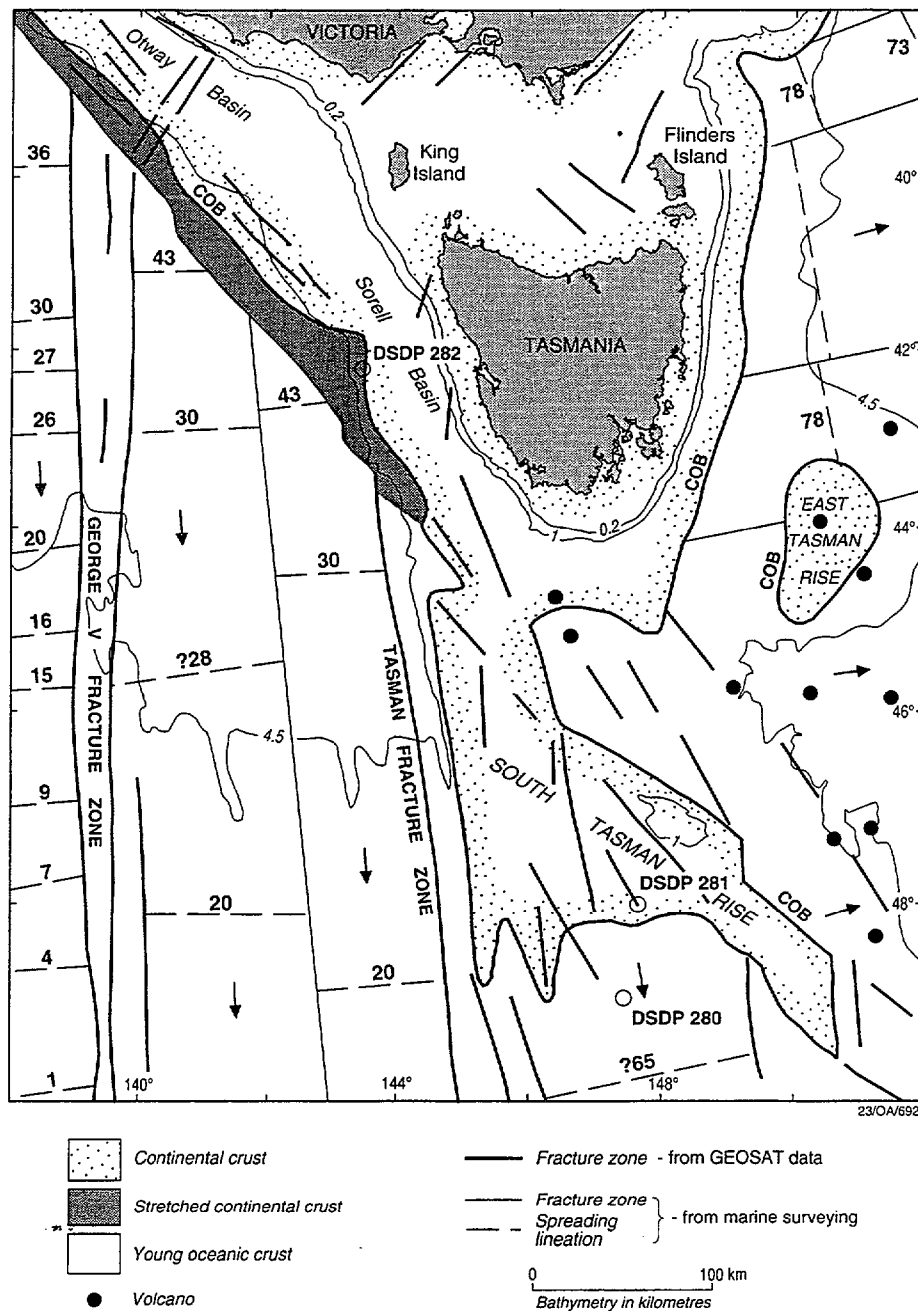 VICTORIA
73
Otway
Basin
0.2
78
36
King
Island
Flinders
Island
40°
COB
43
30
Sorell
Basin
TASMANIA
42°
27
DSDP 282
43
4.5
26
30
78
COB
1
0.2
EAST
TASMAN
RISE
44°
20
GEORGE V FRACTURE ZONE
30
COB
16
?28
TASMAN FRACTURE ZONE
15
46°
4.5
SOUTH
TASMAN
RISE
1
9
DSDP 281
COB
7
20
48°
4
20
DSDP 280
?65
1
140°
144°
148°
23/OA/692
Continental crust
Stretched continental crust
Young oceanic crust
Volcano
Fracture zone - from GEOSAT data
Fracture zone
Spreading
lineation
- from marine surveying
0 100 km
Bathymetry in kilometres